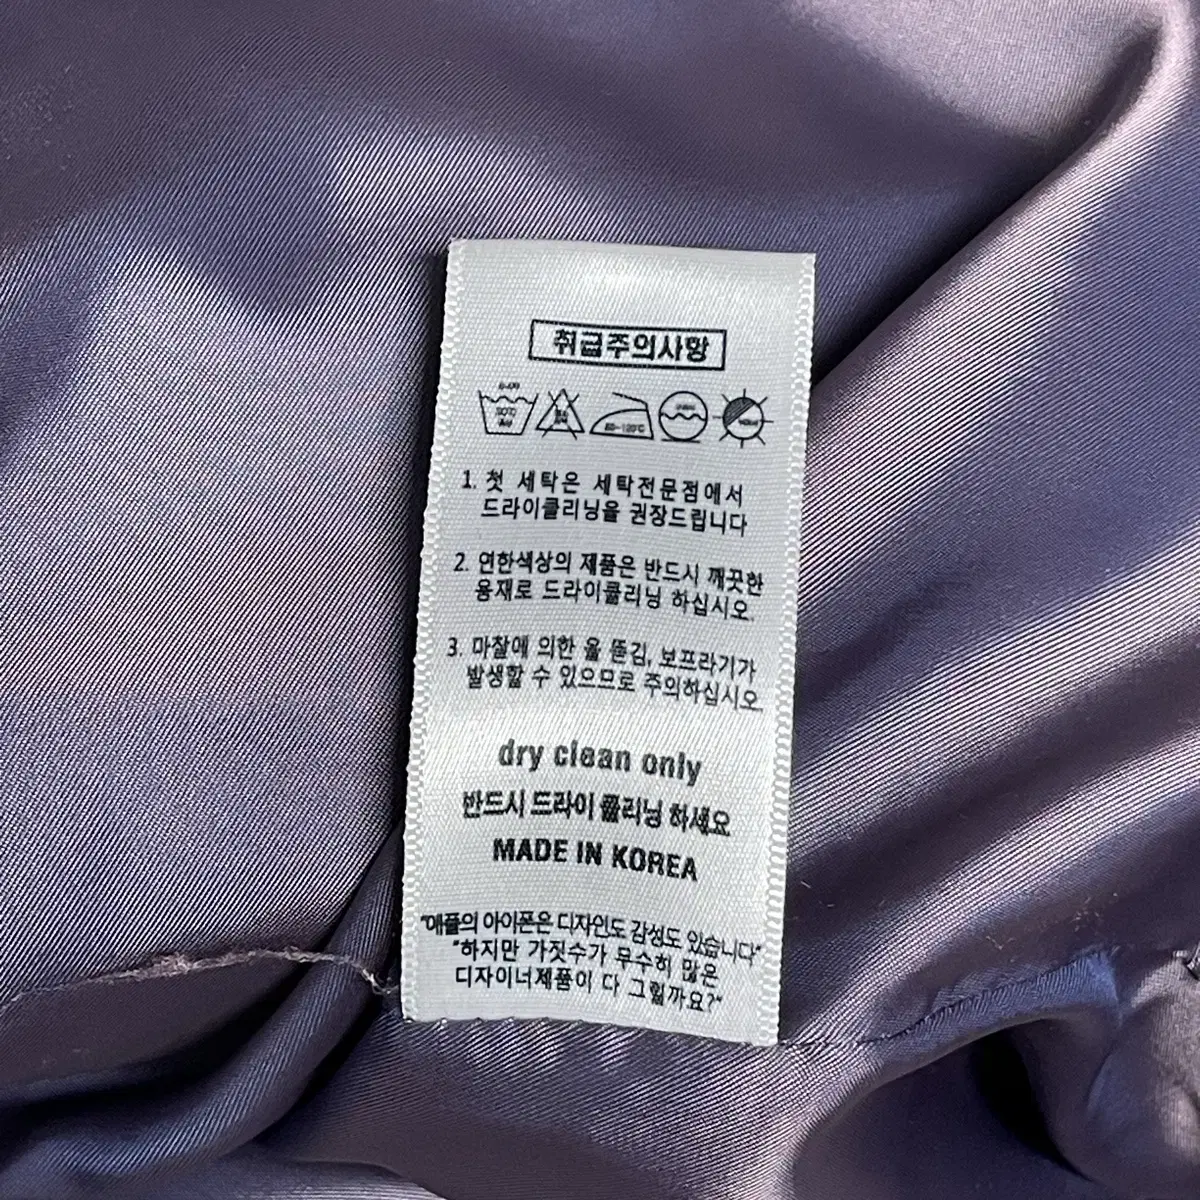 취급주의사항
80~120℃
1. 첫 세탁은 세탁전문점에서
드라이클리닝을 권장드립니다
2. 연한색상의 제품은 반드시 깨끗한
용재로 드라이클리닝 하십시오.
3. 마찰에 의한 올 뜯김, 보프라기가
발생할 수 있으므로 주의하십시오.
dry clean only
반드시 드라이 클리닝 하세요
MADE IN KOREA
"애플의 아이폰은 디자인도 감성도 있습니다"
"하지만 가짓수가 무수히 많은
디자이너제품이 다 그럴까요?"